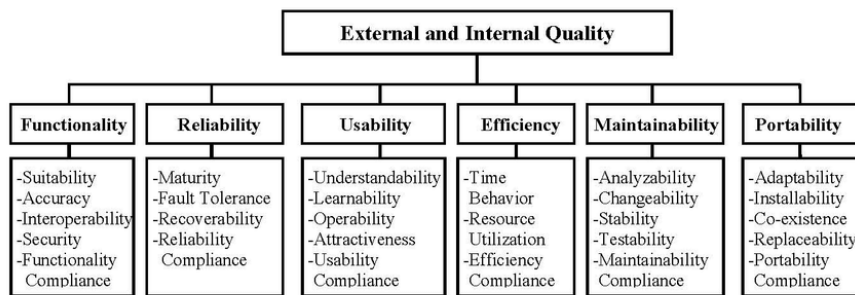 External and Internal Quality
Functionality
-Suitability
-Accuracy
-Interoperability
-Security
-Functionality
Compliance
Reliability
-Maturity
-Fault Tolerance
-Recoverability
-Reliability
Compliance
Usability
-Understandability
-Learnability
-Operability
-Attractiveness
-Usability
Compliance
Efficiency
-Time
Behavior
-Resource
Utilization
-Efficiency
Compliance
Maintainability
-Analyzability
-Changeability
-Stability
-Testability
-Maintainability
Compliance
Portability
-Adaptability
-Installability
-Co-existence
-Replaceability
-Portability
Compliance